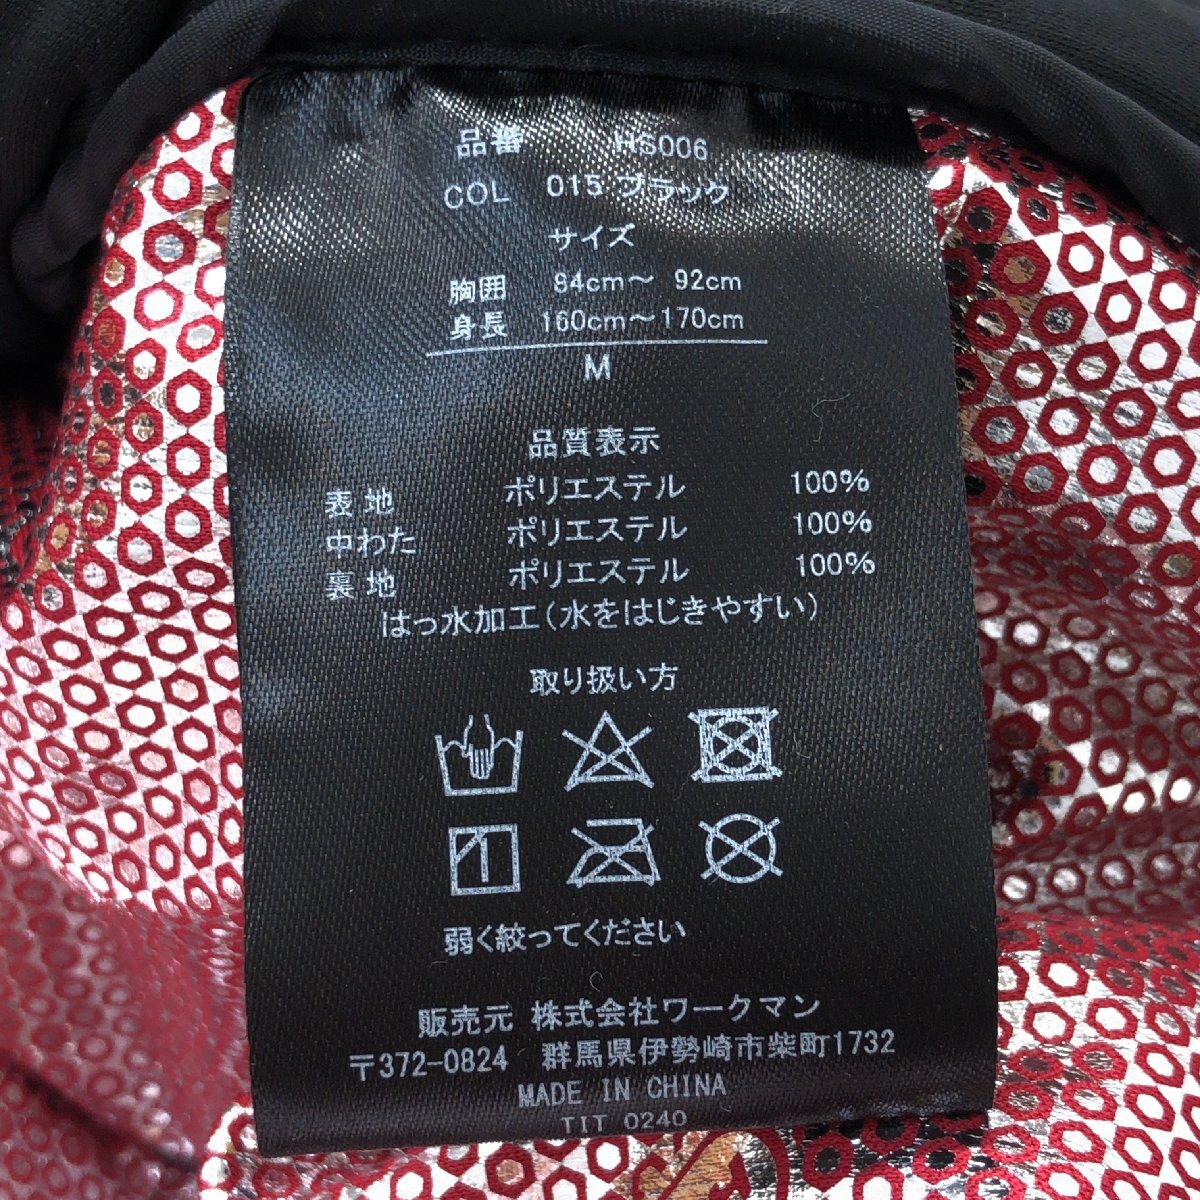 品番 HS006
COL 015 ブラック
サイズ
胸囲 84cm～ 92cm
身長 160cm～170cm
M
品質表示
表地 ポリエステル 100%
中わた ポリエステル 100%
裏地 ポリエステル 100%
はっ水加工(水をはじきやすい)
取り扱い方
弱く絞ってください
販売元 株式会社ワークマン
〒372-0824 群馬県伊勢崎市柴町1732
MADE IN CHINA
TIT 0240